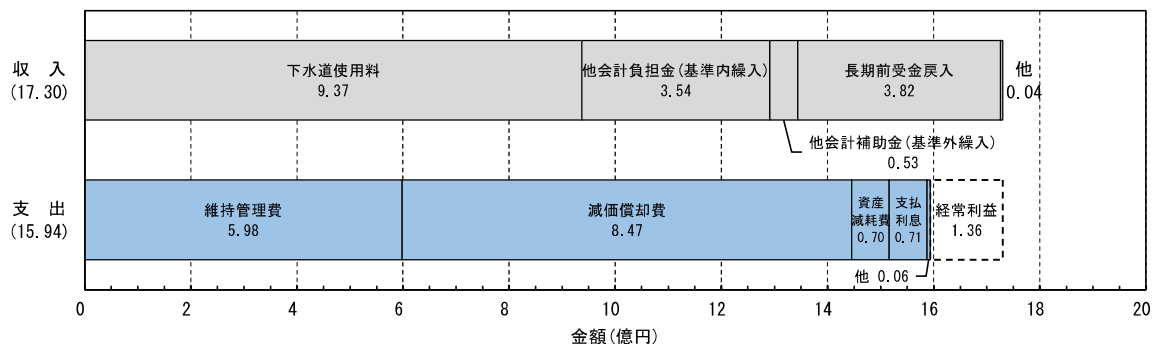 収 入
(17.30)
下水道使用料
9.37
他会計負担金(基準内繰入)
3.54
長期前受金戻入
3.82
他
0.04
他会計補助金(基準外繰入)
0.53
支 出
(15.94)
維持管理費
5.98
減価償却費
8.47
資産
減耗費
0.70
支払
利息
0.71
経常利益
1.36
他 0.06
0 2 4 6 8 10 12 14 16 18 20
金額(億円)